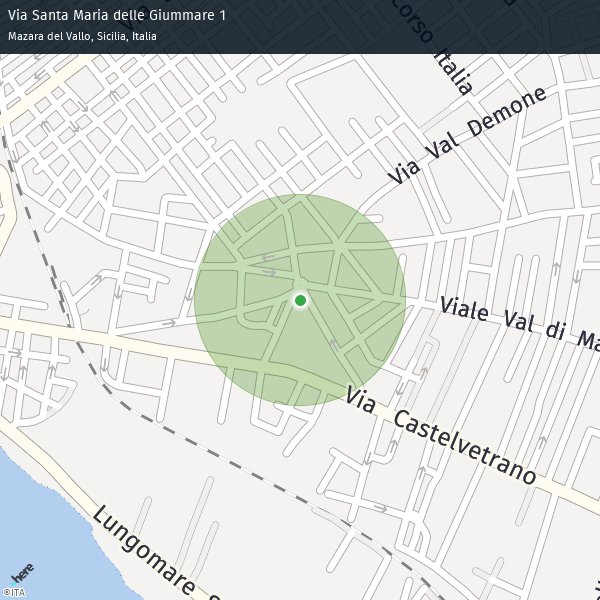 Via Santa Maria delle Giummare 1
Mazara del Vallo, Sicilia, Italia
Corso Italia
Via Val Demone
Viale Val di Ma
Via Castelvetrano
Lungomare S
here
©ITA